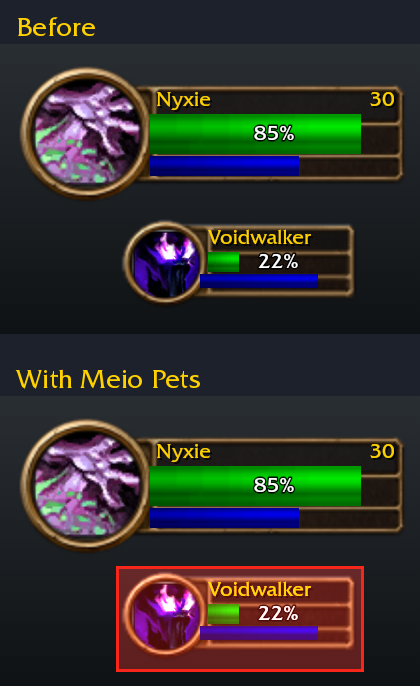 Before
Nyxie 30
85%
Voidwalker
22%
With Meio Pets
Nyxie 30
85%
Voidwalker
22%